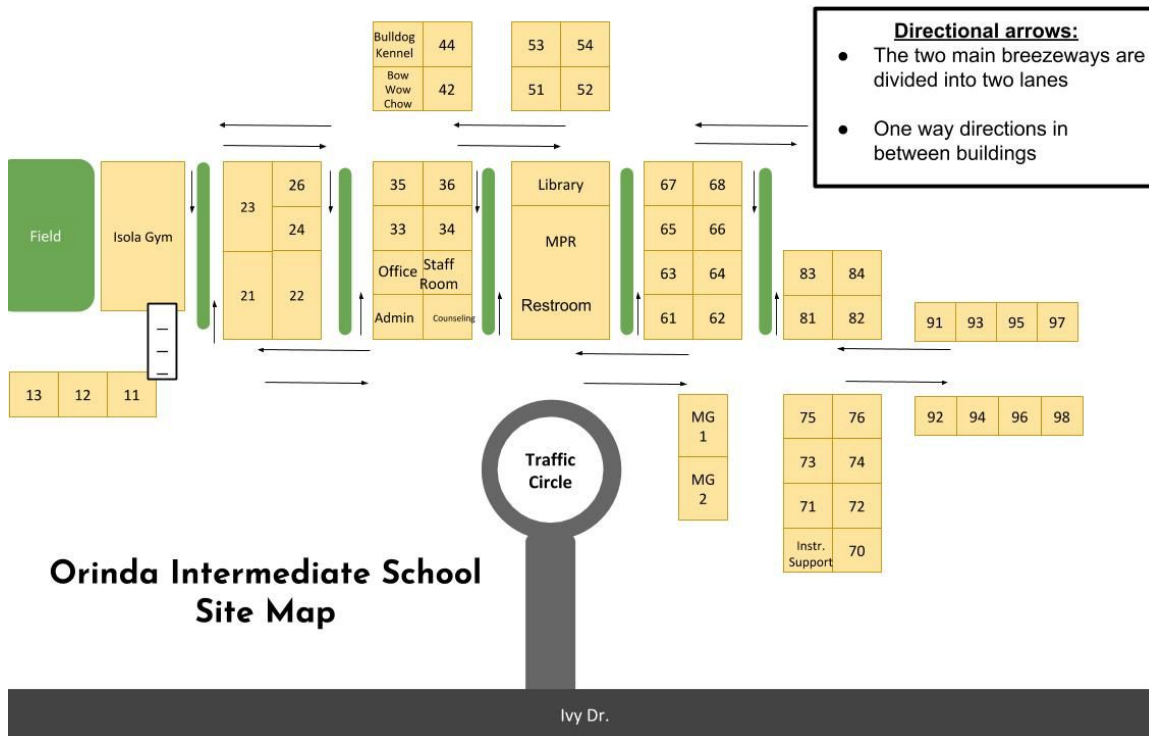 Directional arrows:
● The two main breezeways are
divided into two lanes
● One way directions in
between buildings
Bulldog
Kennel
44
Bow
Wow
Chow
42
53 54
51 52
Field
Isola Gym
23
26
24
21
22
35 36
33 34
Office
Staff
Room
Admin
Counseling
Library
MPR
Restroom
67 68
65 66
63 64
61 62
83 84
81 82
91 93 95 97
13 12 11
92 94 96 98
MG
1
MG
2
75 76
73 74
71 72
Instr.
Support
70
Traffic
Circle
Orinda Intermediate School
Site Map
Ivy Dr.